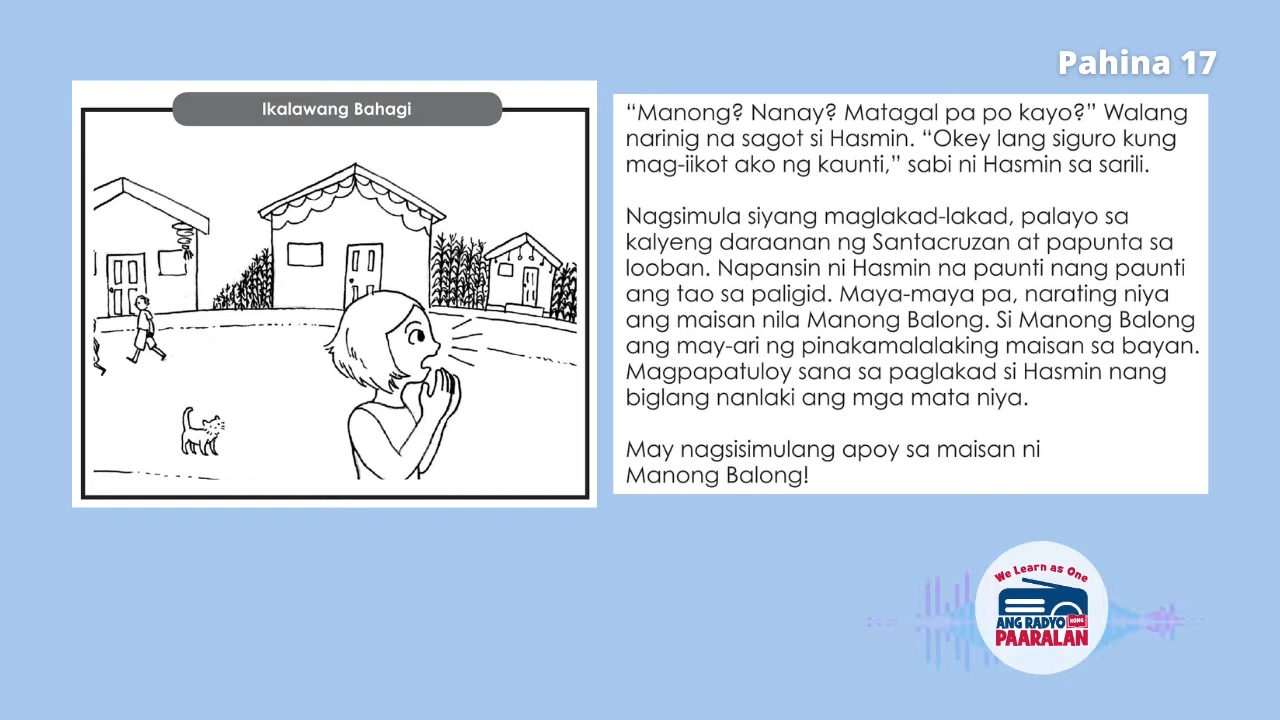 Pahina 17
Ikalawang Bahagi
“Manong? Nanay? Matagal pa po kayo?” Walang
narinig na sagot si Hasmin. “Okey lang siguro kung
mag-iikot ako ng kaunti,” sabi ni Hasmin sa sarili.
Nagsimula siyang maglakad-lakad, palayo sa
kalyeng daraanan ng Santacruzan at papunta sa
looban. Napansin ni Hasmin na paunti nang paunti
ang tao sa paligid. Maya-maya pa, narating niya
ang maisan nila Manong Balong. Si Manong Balong
ang may-ari ng pinakamalalaking maisan sa bayan.
Magpapatuloy sana sa paglakad si Hasmin nang
biglang nanlaki ang mga mata niya.
May nagsisimulang apoy sa maisan ni
Manong Balong!
We Learn as One
ANG RADYO KONG
PAARALAN